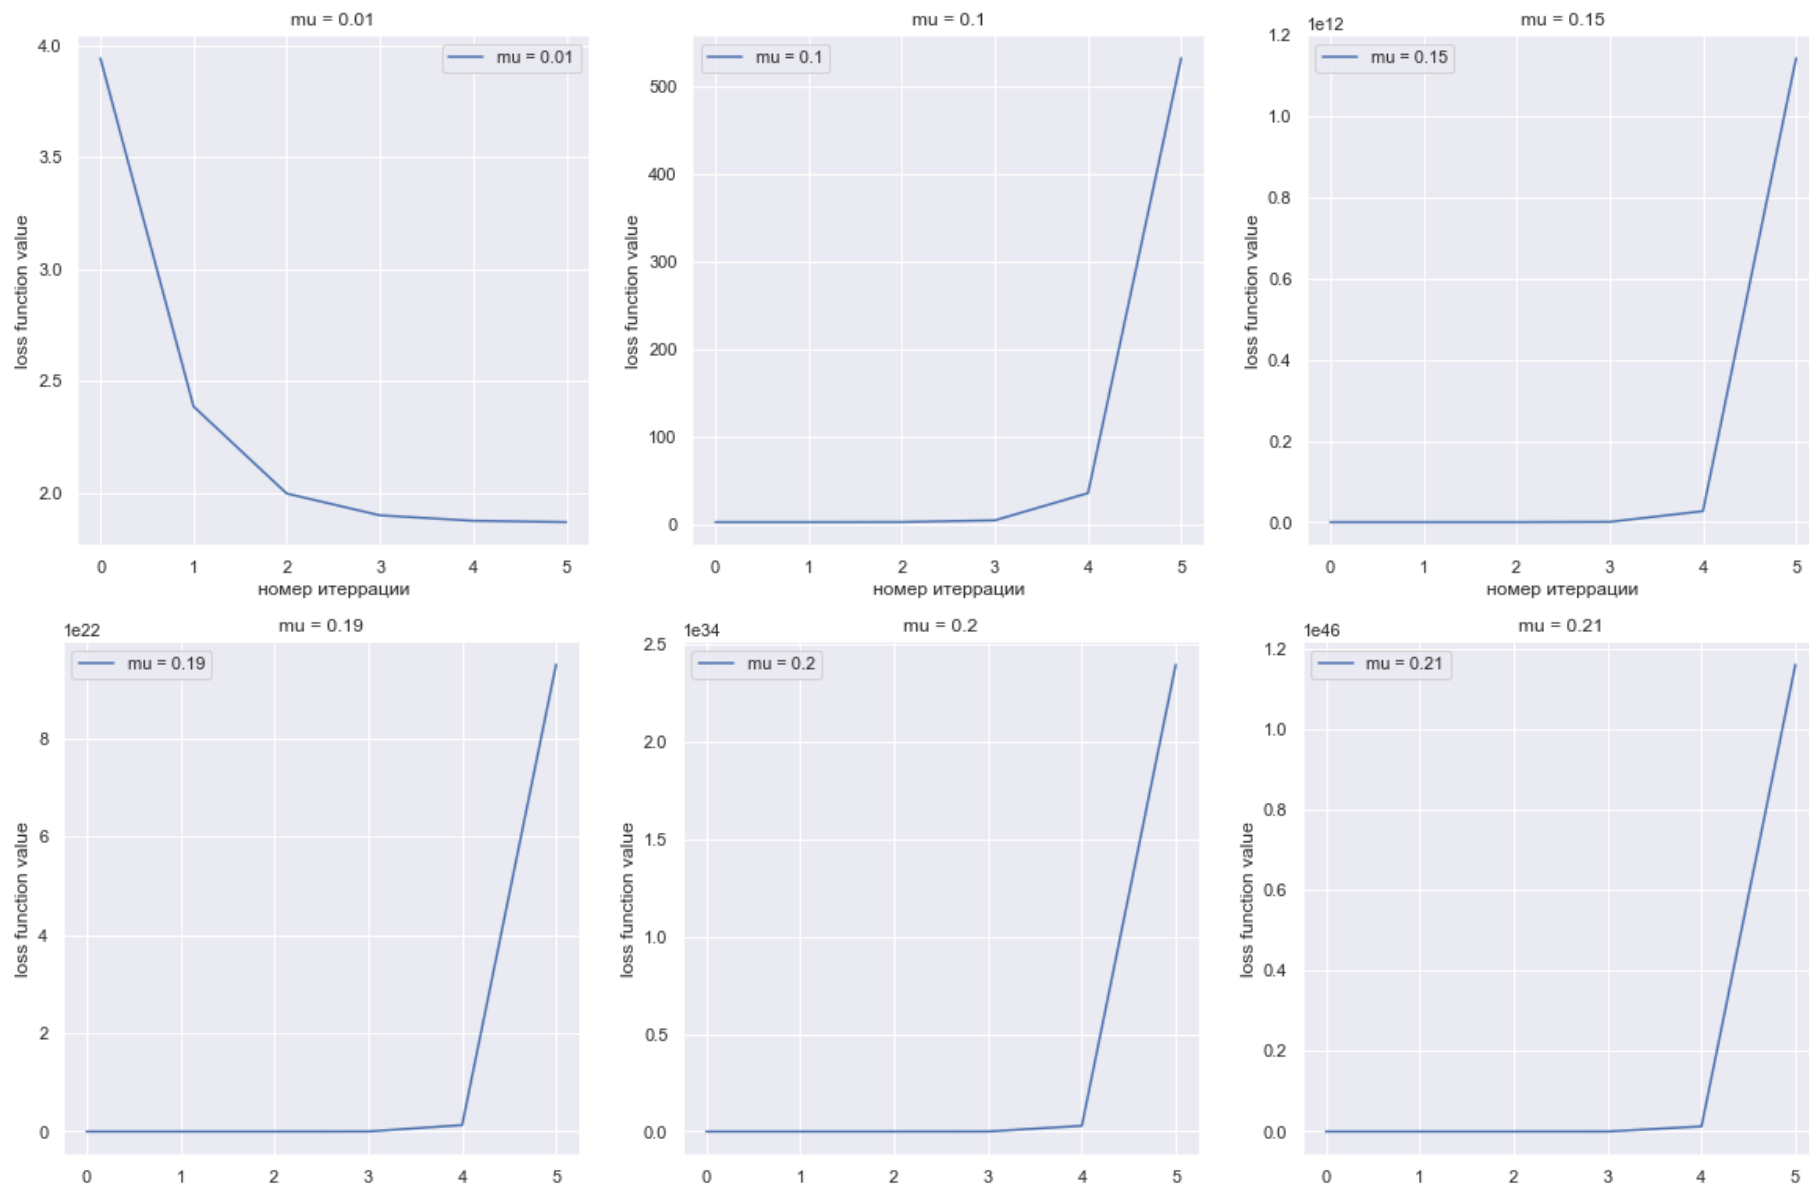 mu = 0.01
mu = 0.01
4.0
3.5
3.0
2.5
2.0
loss function value
0 1 2 3 4 5
номер итеррации
mu = 0.1
mu = 0.1
500
400
300
200
100
0
loss function value
0 1 2 3 4 5
номер итеррации
mu = 0.15
1e12
mu = 0.15
1.2
1.0
0.8
0.6
0.4
0.2
0.0
loss function value
0 1 2 3 4 5
номер итеррации
mu = 0.19
1e22
mu = 0.19
8
6
4
2
0
loss function value
0 1 2 3 4 5
mu = 0.2
1e34
mu = 0.2
2.5
2.0
1.5
1.0
0.5
0.0
loss function value
0 1 2 3 4 5
mu = 0.21
1e46
mu = 0.21
1.2
1.0
0.8
0.6
0.4
0.2
0.0
loss function value
0 1 2 3 4 5